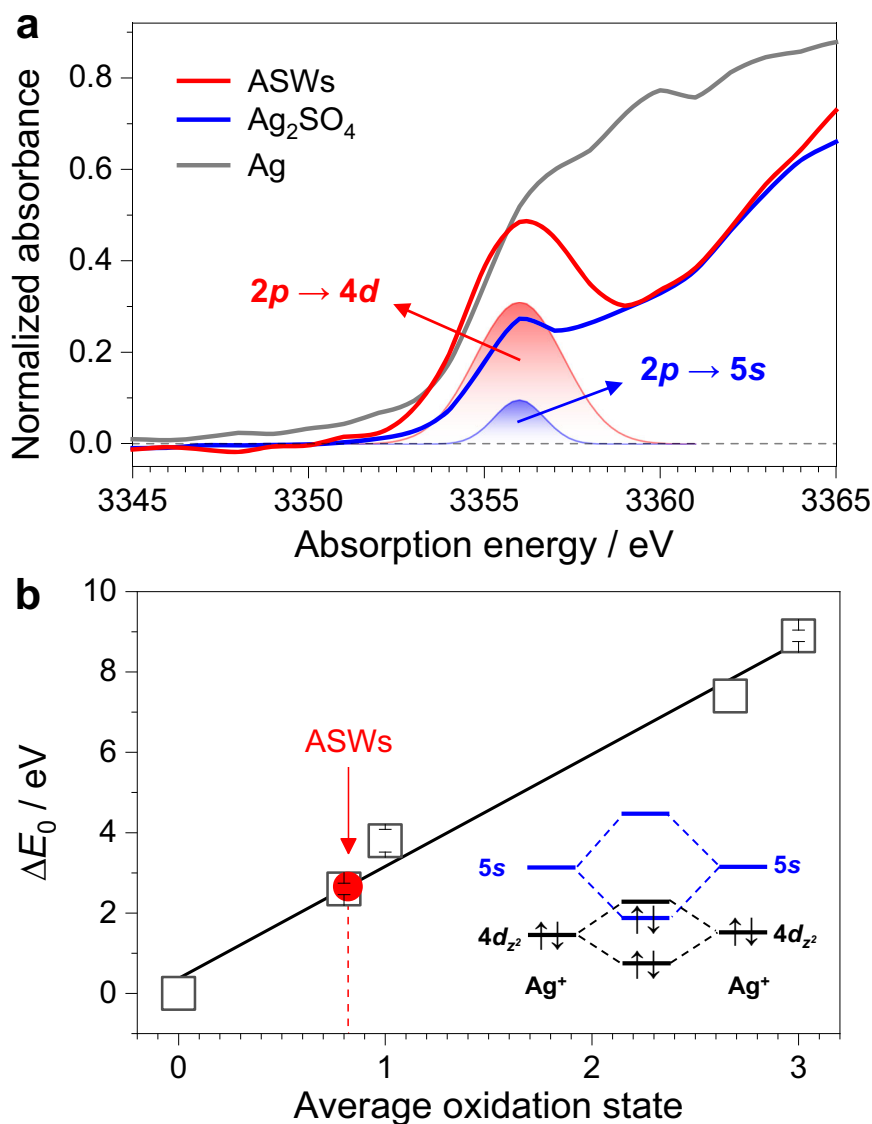 a
ASWs
Ag₂SO₄
Ag
2p → 4d
2p → 5s
Normalized absorbance
0.8
0.6
0.4
0.2
0.0
3345 3350 3355 3360 3365
Absorption energy / eV
b
ΔE₀ / eV
10
8
6
4
2
0
ASWs
5s 5s
4d_z² 4d_z²
Ag⁺ Ag⁺
0 1 2 3
Average oxidation state